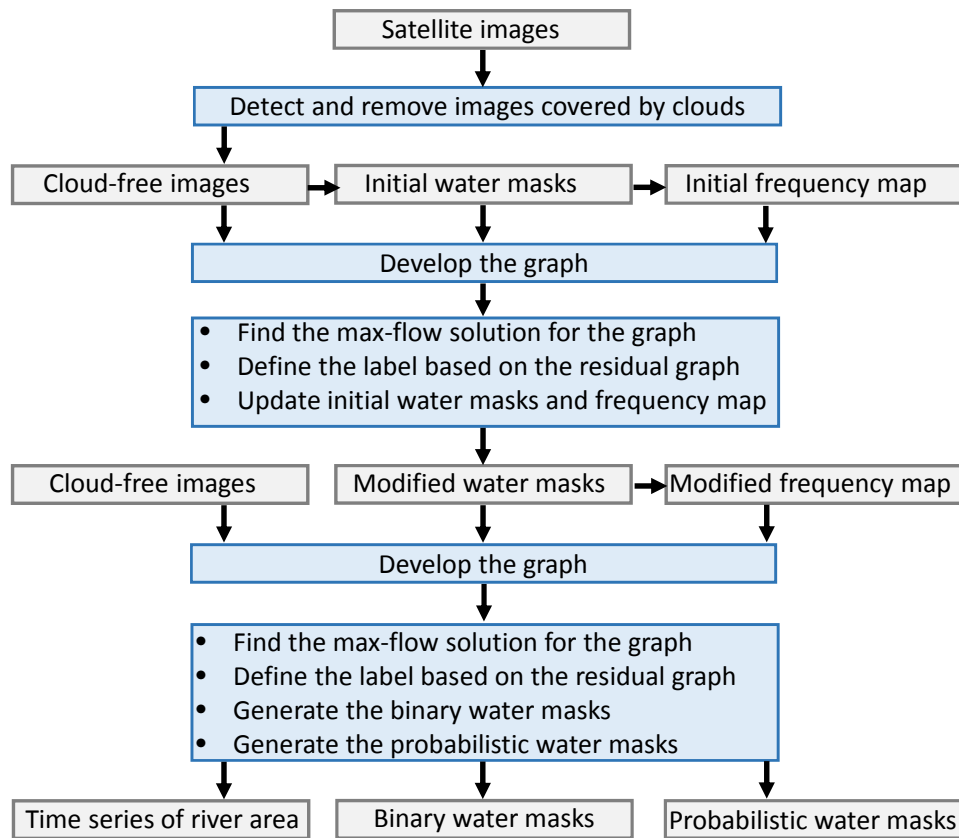 Satellite images
Detect and remove images covered by clouds
Cloud-free images
Initial water masks
Initial frequency map
Develop the graph
• Find the max-flow solution for the graph
• Define the label based on the residual graph
• Update initial water masks and frequency map
Cloud-free images
Modified water masks
Modified frequency map
Develop the graph
• Find the max-flow solution for the graph
• Define the label based on the residual graph
• Generate the binary water masks
• Generate the probabilistic water masks
Time series of river area
Binary water masks
Probabilistic water masks